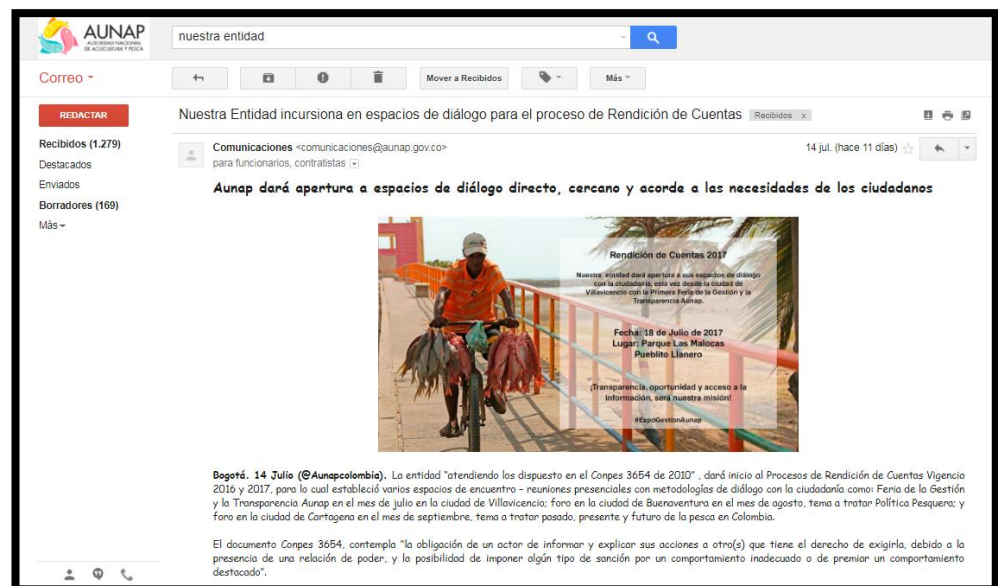 AUNAP
AUTORIDAD NACIONAL
DE ACUICULTURA Y PESCA
nuestra entidad
Correo
Mover a Recibidos
Más
REDACTAR
Nuestra Entidad incursiona en espacios de diálogo para el proceso de Rendición de Cuentas Recibidos x
Recibidos (1.279)
Destacados
Enviados
Borradores (169)
Más
Comunicaciones <comunicaciones@aunap.gov.co>
14 jul. (hace 11 días)
para funcionarios, contratistas
Aunap dará apertura a espacios de diálogo directo, cercano y acorde a las necesidades de los ciudadanos
Rendición de Cuentas 2017
Nuestra entidad dará apertura a sus espacios de diálogo
con la ciudadanía, esta vez desde la ciudad de
Villavicencio con la Primera Feria de la Gestión y la
Transparencia Aunap.
Fecha: 18 de Julio de 2017
Lugar: Parque Las Malocas
Pueblito Llanero
¡Transparencia, oportunidad y acceso a la
información, será nuestra misión!
#ExpoGestionAunap
Bogotá. 14 Julio (@Aunapcolombia). La entidad "atendiendo los dispuesto en el Conpes 3654 de 2010" , dará inicio al Procesos de Rendición de Cuentas Vigencia
2016 y 2017, para lo cual estableció varios espacios de encuentro – reuniones presenciales con metodologías de diálogo con la ciudadanía como: Feria de la Gestión
y la Transparencia Aunap en el mes de julio en la ciudad de Villavicencio; foro en la ciudad de Buenaventura en el mes de agosto, tema a tratar Política Pesquera; y
foro en la ciudad de Cartagena en el mes de septiembre, tema a tratar pasado, presente y futuro de la pesca en Colombia.
El documento Conpes 3654, contempla "la obligación de un actor de informar y explicar sus acciones a otro(s) que tiene el derecho de exigirla, debido a la
presencia de una relación de poder, y la posibilidad de imponer algún tipo de sanción por un comportamiento inadecuado o de premiar un comportamiento
destacado".